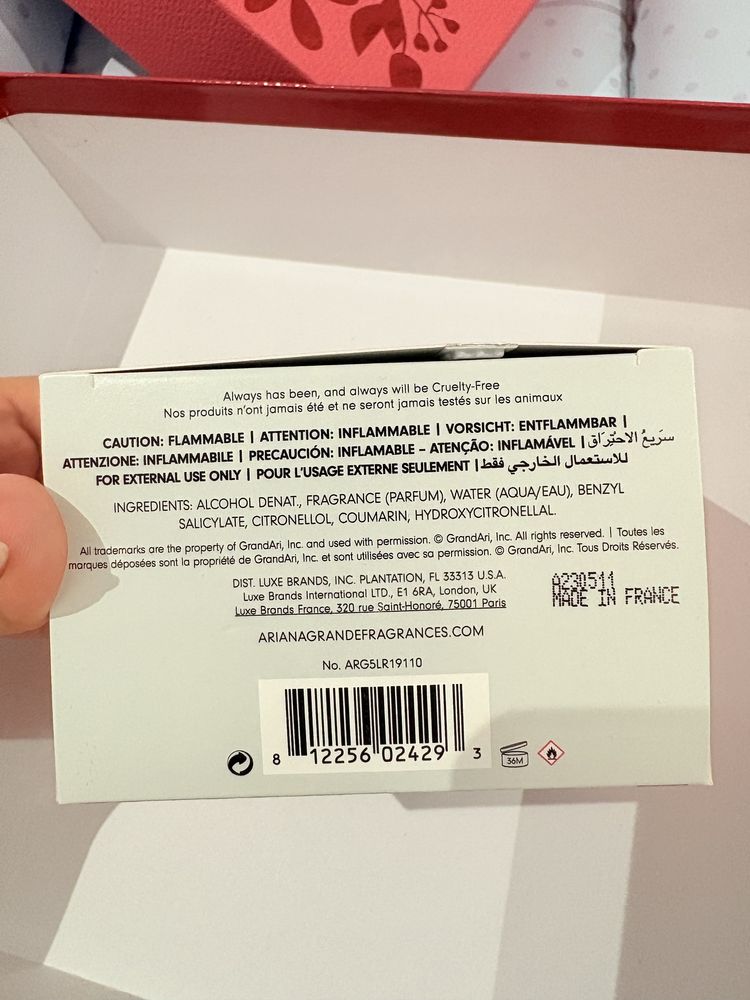 Always has been, and always will be Cruelty-Free
Nos produits n'ont jamais été et ne seront jamais testés sur les animaux
CAUTION: FLAMMABLE | ATTENTION: INFLAMMABLE | VORSICHT: ENTFLAMMBAR |
ATTENZIONE: INFLAMMABILE | PRECAUCIÓN: INFLAMABLE – ATENÇÃO: INFLAMÁVEL | سَرِيعُ الاحتِرَاق
FOR EXTERNAL USE ONLY | POUR L'USAGE EXTERNE SEULEMENT | للاستعمال الخارجي فقط
INGREDIENTS: ALCOHOL DENAT., FRAGRANCE (PARFUM), WATER (AQUA/EAU), BENZYL
SALICYLATE, CITRONELLOL, COUMARIN, HYDROXYCITRONELLAL.
All trademarks are the property of GrandAri, Inc. and used with permission. © GrandAri, Inc. All rights reserved. | Toutes les
marques déposées sont la propriété de GrandAri, Inc. et sont utilisées avec sa permission. © GrandAri, Inc. Tous Droits Réservés.
DIST. LUXE BRANDS, INC. PLANTATION, FL 33313 U.S.A.
Luxe Brands International LTD., E1 6RA, London, UK
Luxe Brands France, 320 rue Saint-Honoré, 75001 Paris
A230511
MADE IN FRANCE
ARIANAGRANDEFRAGRANCES.COM
No. ARG5LR19110
8 12256 02429 3
36M